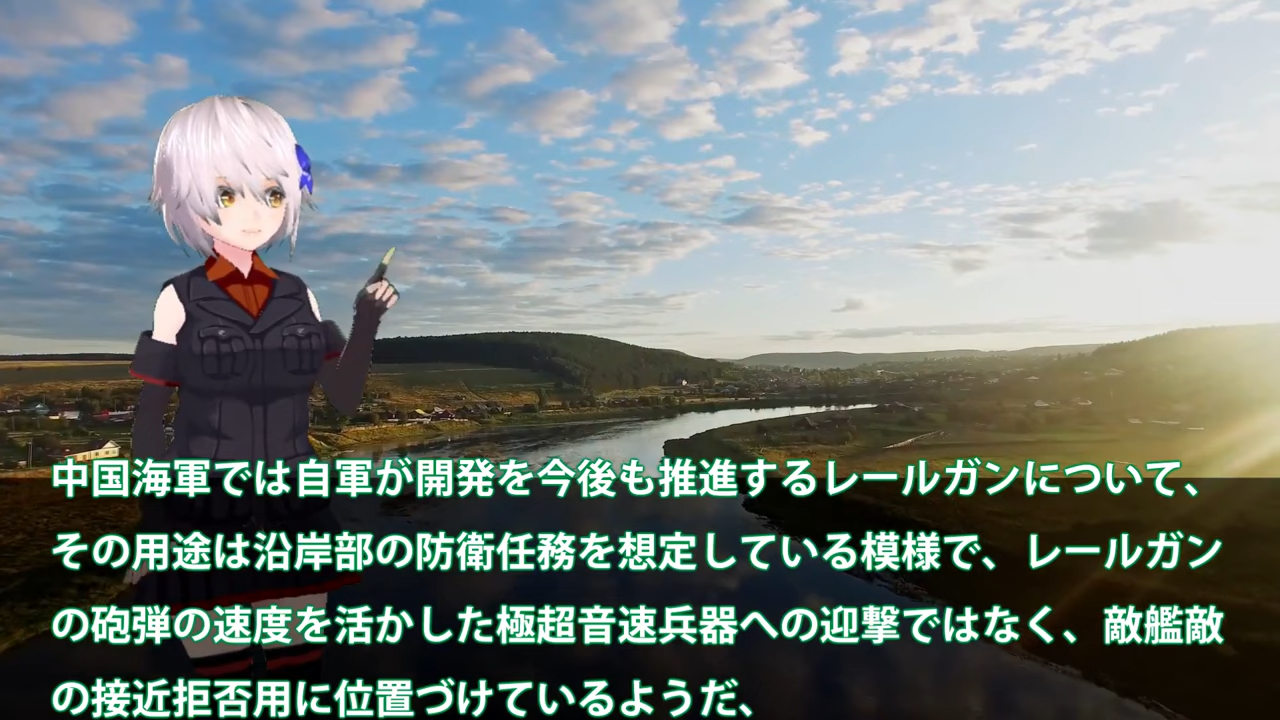 中国海軍では自軍が開発を今後も推進するレールガンについて、
その用途は沿岸部の防衛任務を想定している模様で、レールガン
の砲弾の速度を活かした極超音速兵器への迎撃ではなく、敵艦敵
の接近拒否用に位置づけているようだ、